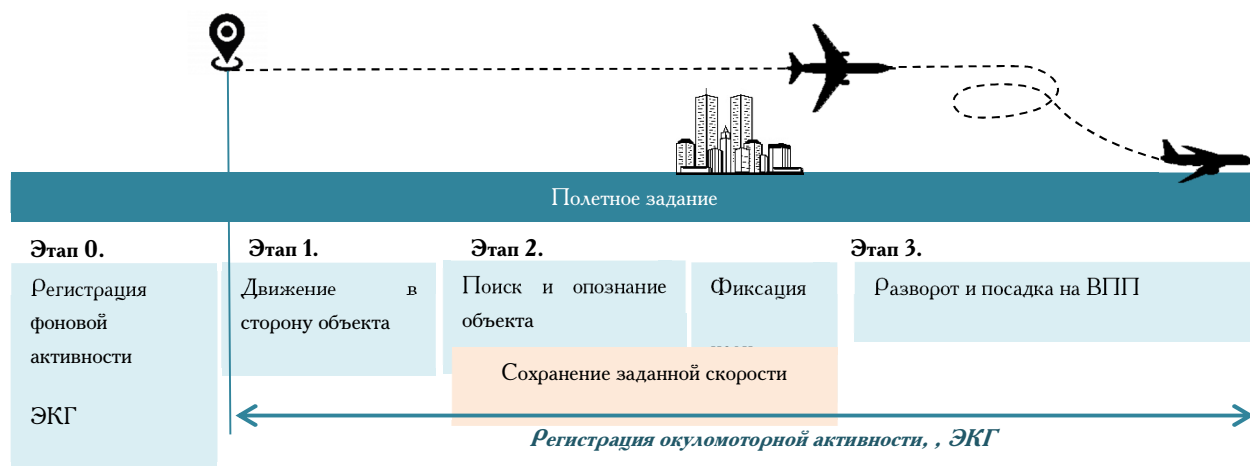 Полетное задание
Этап 0.
Регистрация
фоновой
активности
ЭКГ
Этап 1.
Движение в
сторону объекта
Этап 2.
Поиск и опознание
объекта
Фиксация
Сохранение заданной скорости
Этап 3.
Разворот и посадка на ВПП
Регистрация окуломоторной активности, , ЭКГ